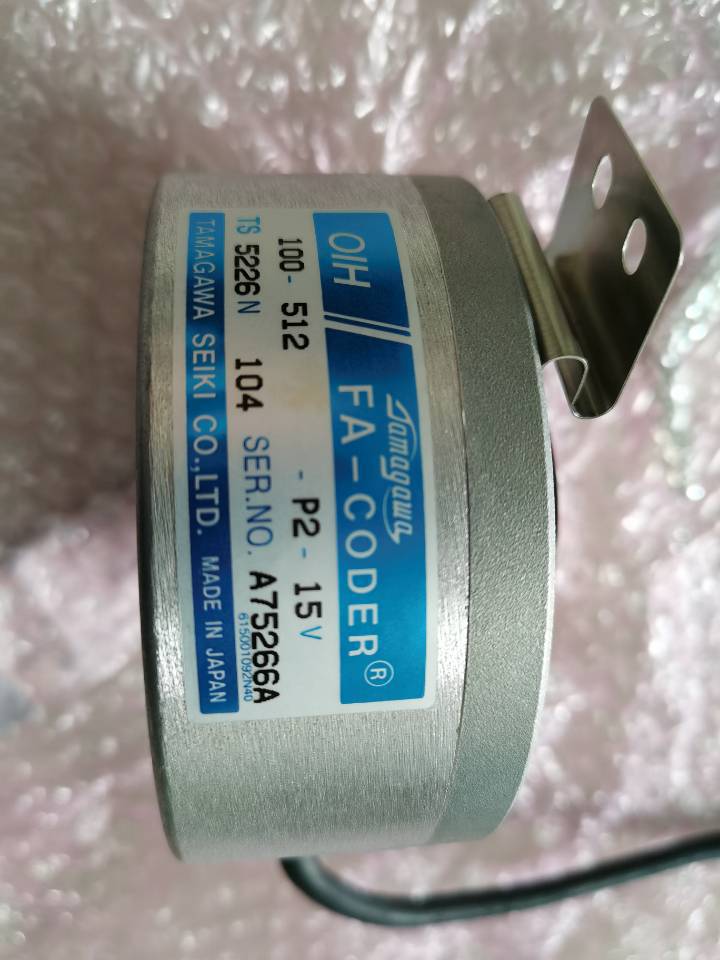 Tamagawa
OIH FA-CODER®
100- 512 - P2 - 15V
TS 5226N 104 SER.NO. A75266A
615001092N40
TAMAGAWA SEIKI CO.,LTD. MADE IN JAPAN